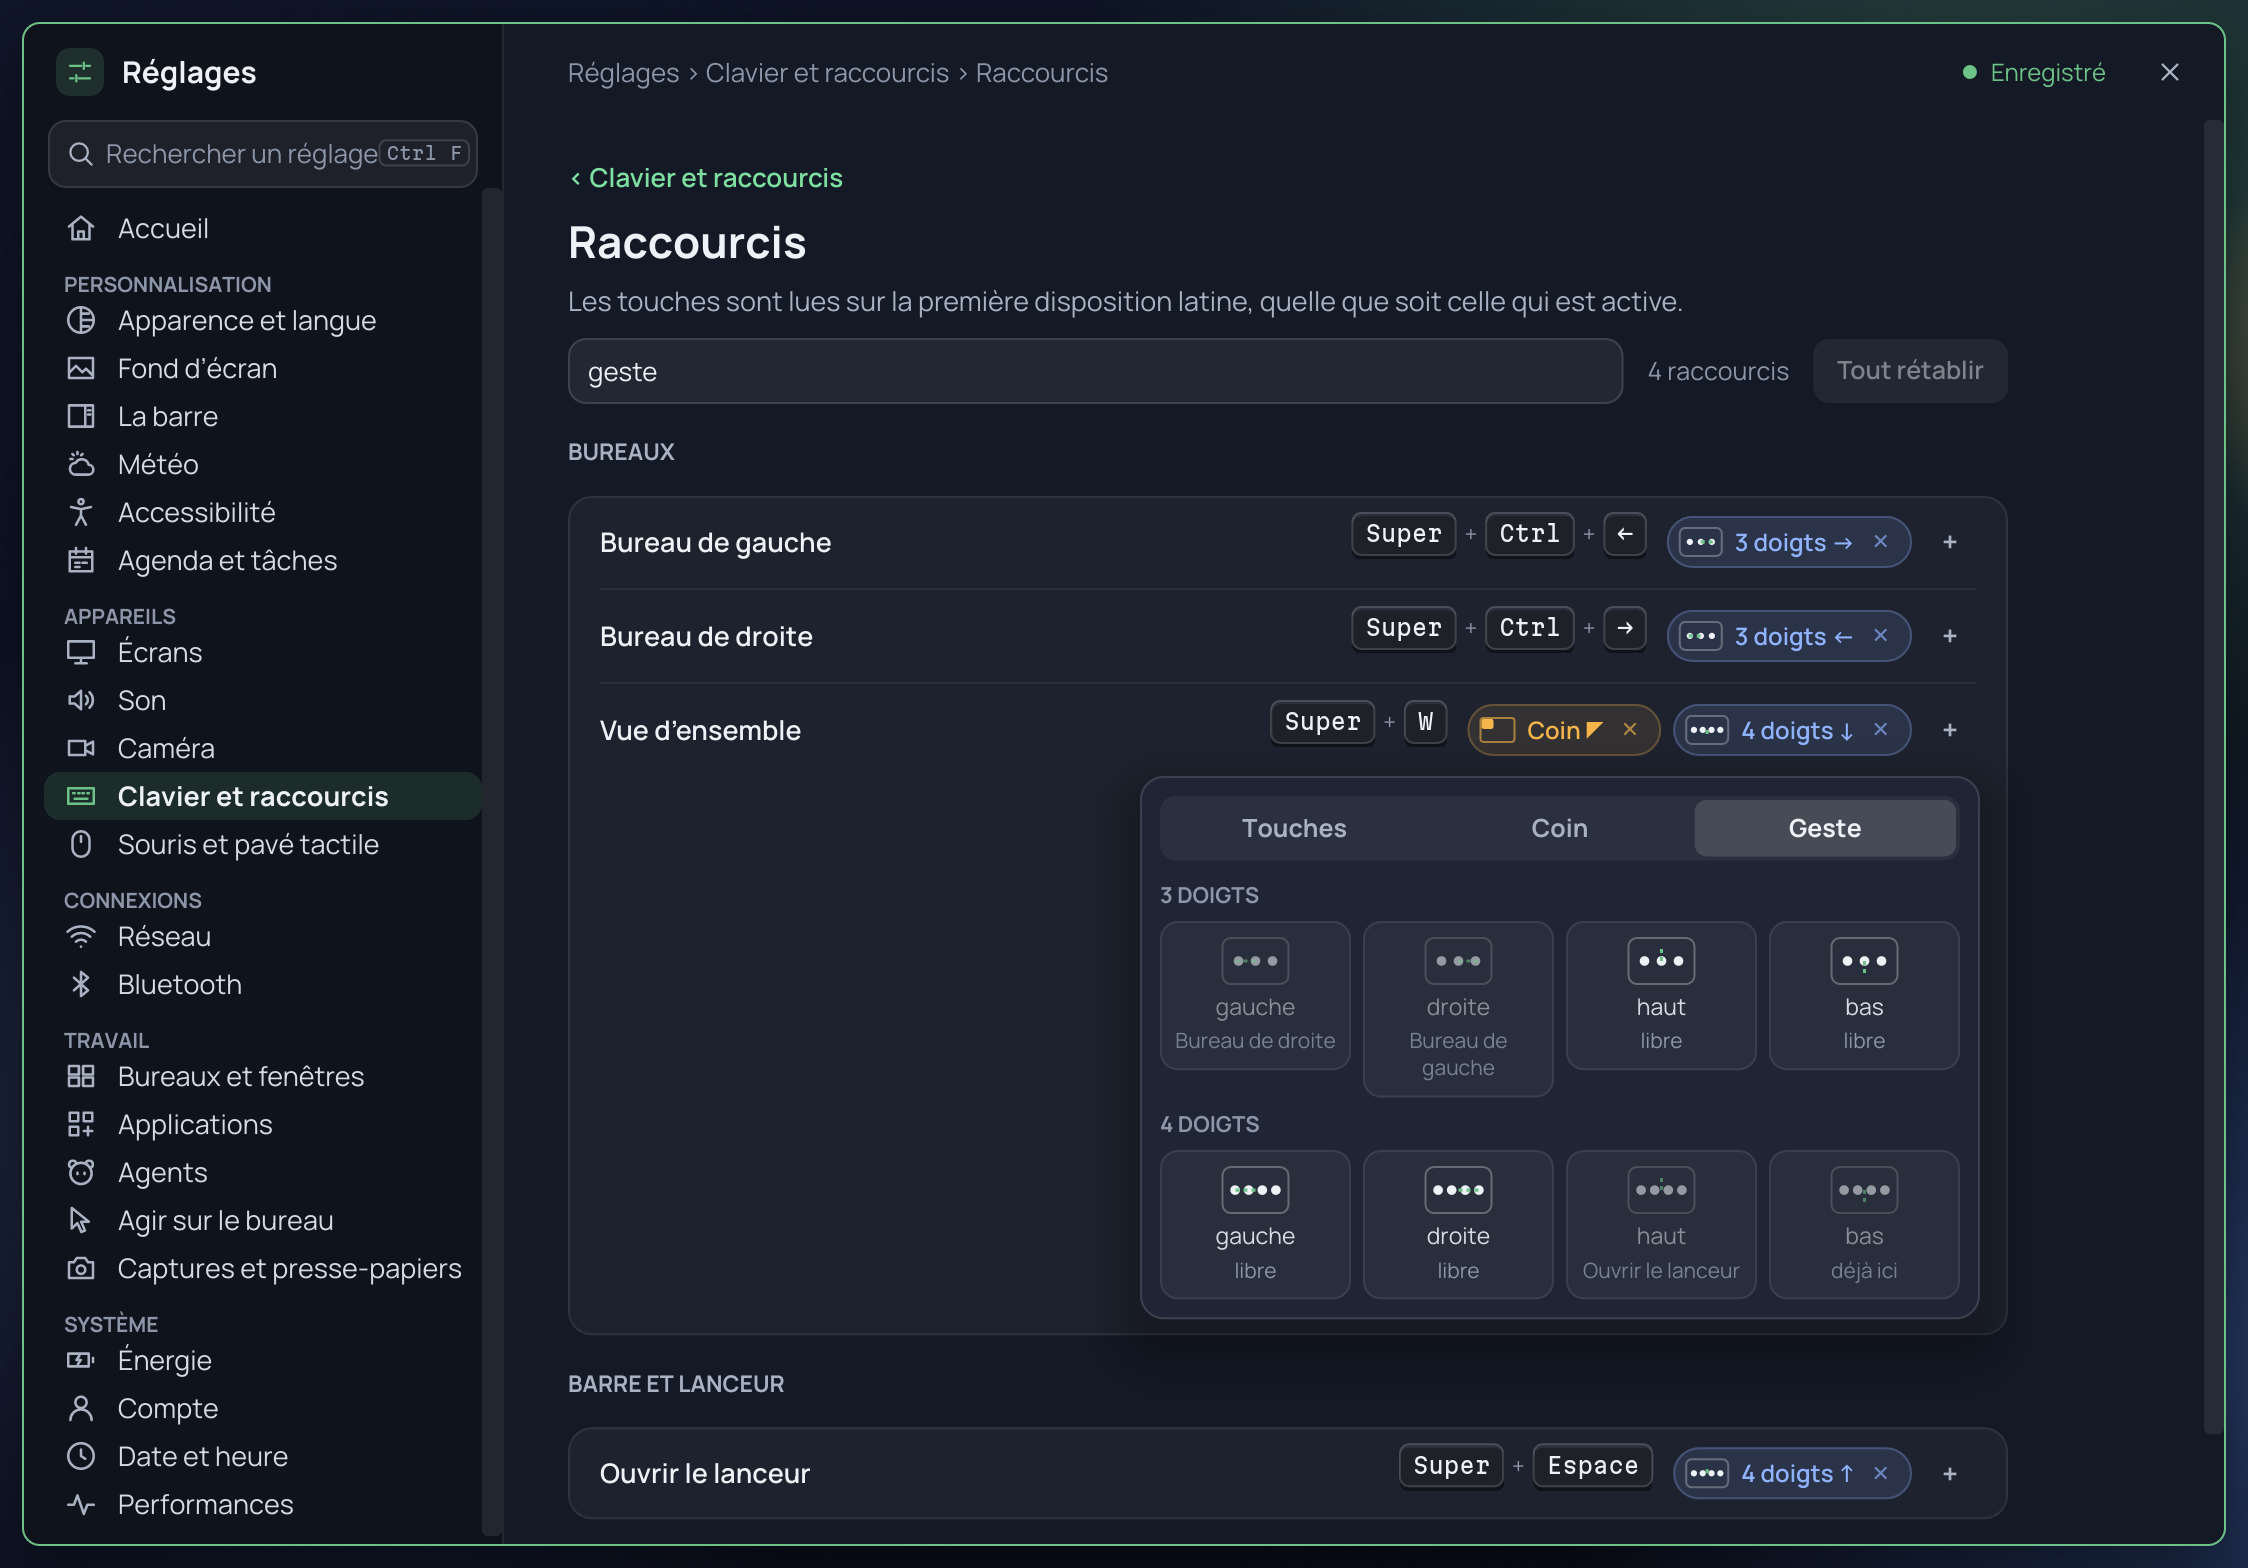 Réglages
Rechercher un réglage Ctrl F
Accueil
PERSONNALISATION
Apparence et langue
Fond d’écran
La barre
Météo
Accessibilité
Agenda et tâches
APPAREILS
Écrans
Son
Caméra
Clavier et raccourcis
Souris et pavé tactile
CONNEXIONS
Réseau
Bluetooth
TRAVAIL
Bureaux et fenêtres
Applications
Agents
Agir sur le bureau
Captures et presse-papiers
SYSTÈME
Énergie
Compte
Date et heure
Performances
Réglages › Clavier et raccourcis › Raccourcis
Enregistré ×
‹ Clavier et raccourcis
Raccourcis
Les touches sont lues sur la première disposition latine, quelle que soit celle qui est active.
geste
4 raccourcis
Tout rétablir
BUREAUX
Bureau de gauche Super + Ctrl + ← 3 doigts → × +
Bureau de droite Super + Ctrl + → 3 doigts ← × +
Vue d’ensemble Super + W Coin ◤ × 4 doigts ↓ × +
Touches Coin Geste
3 DOIGTS
gauche droite haut bas
Bureau de droite Bureau de gauche libre libre
4 DOIGTS
gauche droite haut bas
libre libre Ouvrir le lanceur déjà ici
BARRE ET LANCEUR
Ouvrir le lanceur Super + Espace 4 doigts ↑ × +